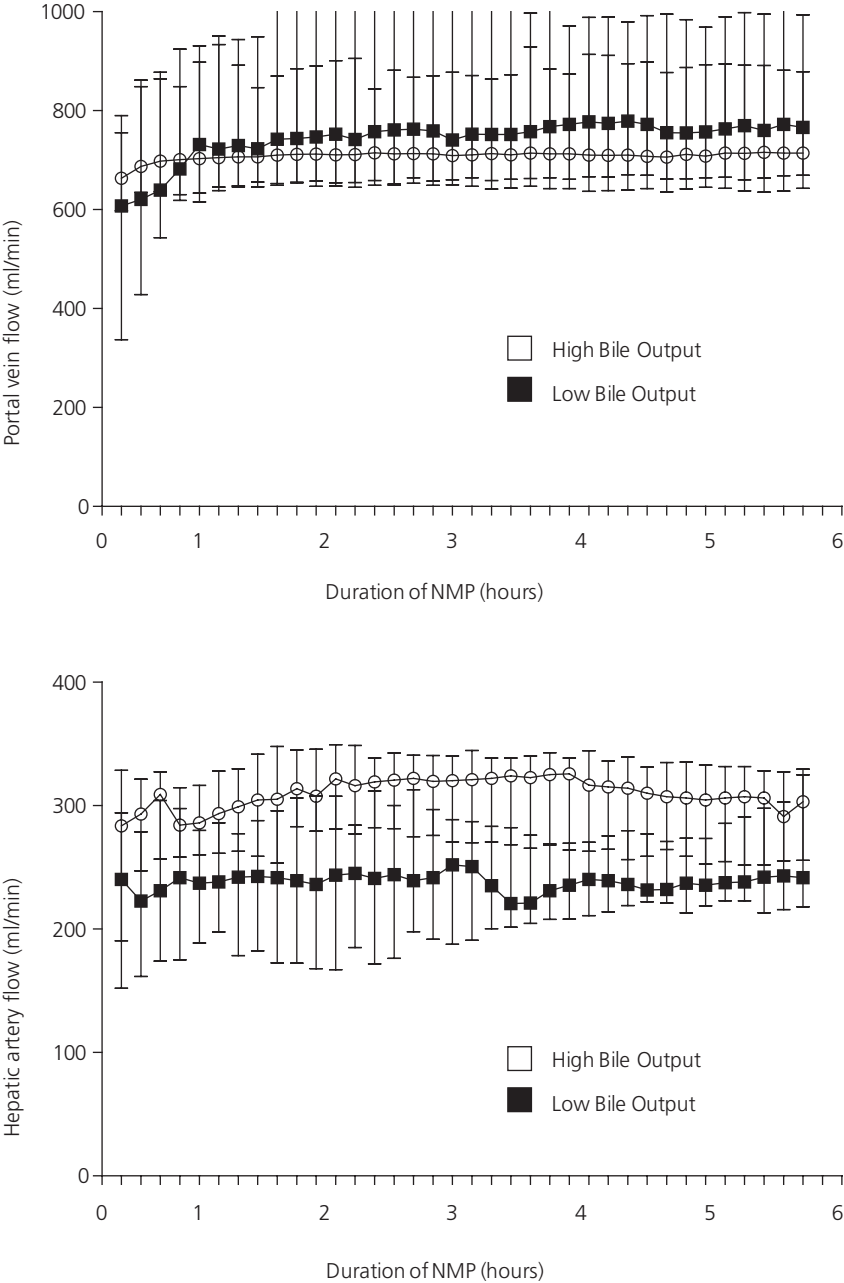 1000
800
600
400
200
0
Portal vein flow (ml/min)
High Bile Output
Low Bile Output
0 1 2 3 4 5 6
Duration of NMP (hours)
400
300
200
100
0
Hepatic artery flow (ml/min)
High Bile Output
Low Bile Output
0 1 2 3 4 5 6
Duration of NMP (hours)